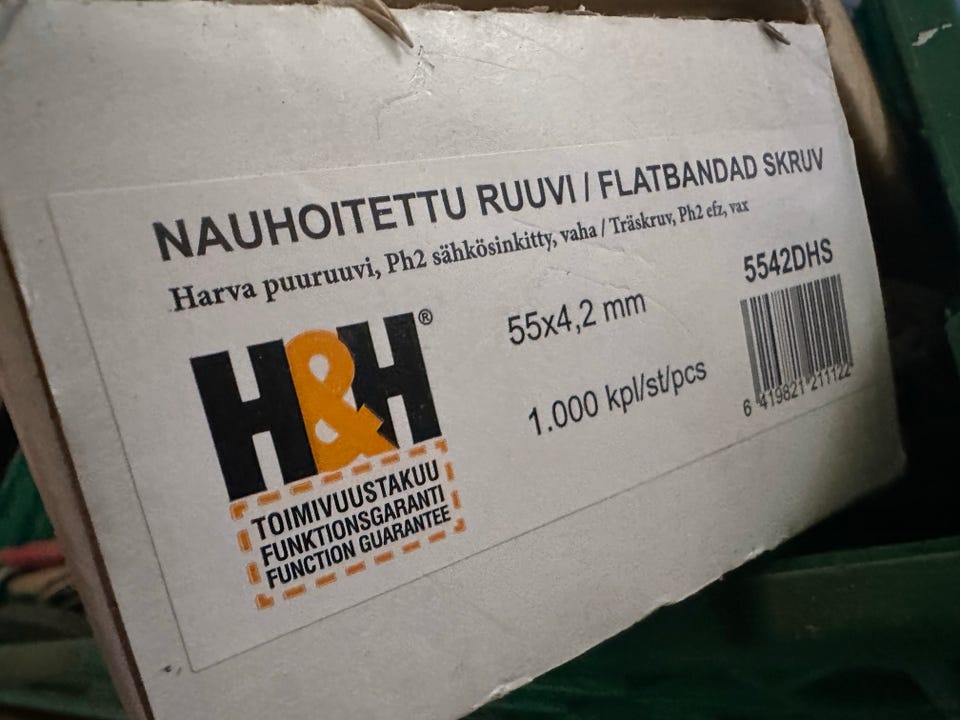 NAUHOITETTU RUUVI / FLATBANDAD SKRUV
Harva puuruuvi, Ph2 sähkösinkitty, vaha / Träskruv, Ph2 efz, vax
H&H®
TOIMIVUUSTAKUU
FUNKTIONSGARANTI
FUNCTION GUARANTEE
55x4,2 mm
1.000 kpl/st/pcs
5542DHS
6 419821 211122